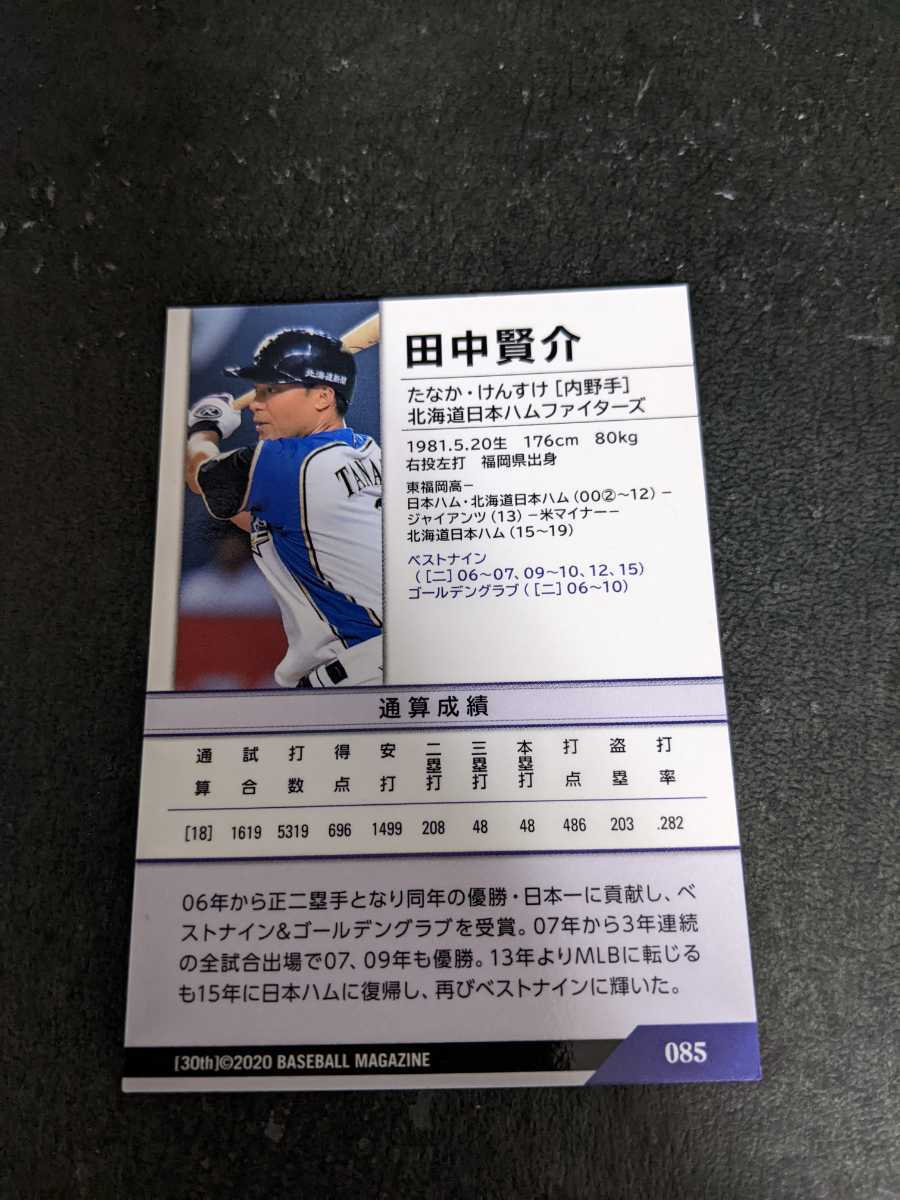 北海道新聞
TANA
田中賢介
たなか・けんすけ [内野手]
北海道日本ハムファイターズ
1981.5.20生 176cm 80kg
右投左打 福岡県出身
東福岡高−
日本ハム・北海道日本ハム(00②〜12)−
ジャイアンツ(13)−米マイナー−
北海道日本ハム(15〜19)
ベストナイン
([二]06〜07、09〜10、12、15)
ゴールデングラブ([二]06〜10)
通算成績
通算 試合 打数 得点 安打 二塁打 三塁打 本塁打 打点 盗塁 打率
[18] 1619 5319 696 1499 208 48 48 486 203 .282
06年から正二塁手となり同年の優勝・日本一に貢献し、ベ
ストナイン&ゴールデングラブを受賞。07年から3年連続
の全試合出場で07、09年も優勝。13年よりMLBに転じる
も15年に日本ハムに復帰し、再びベストナインに輝いた。
[30th]©2020 BASEBALL MAGAZINE
085